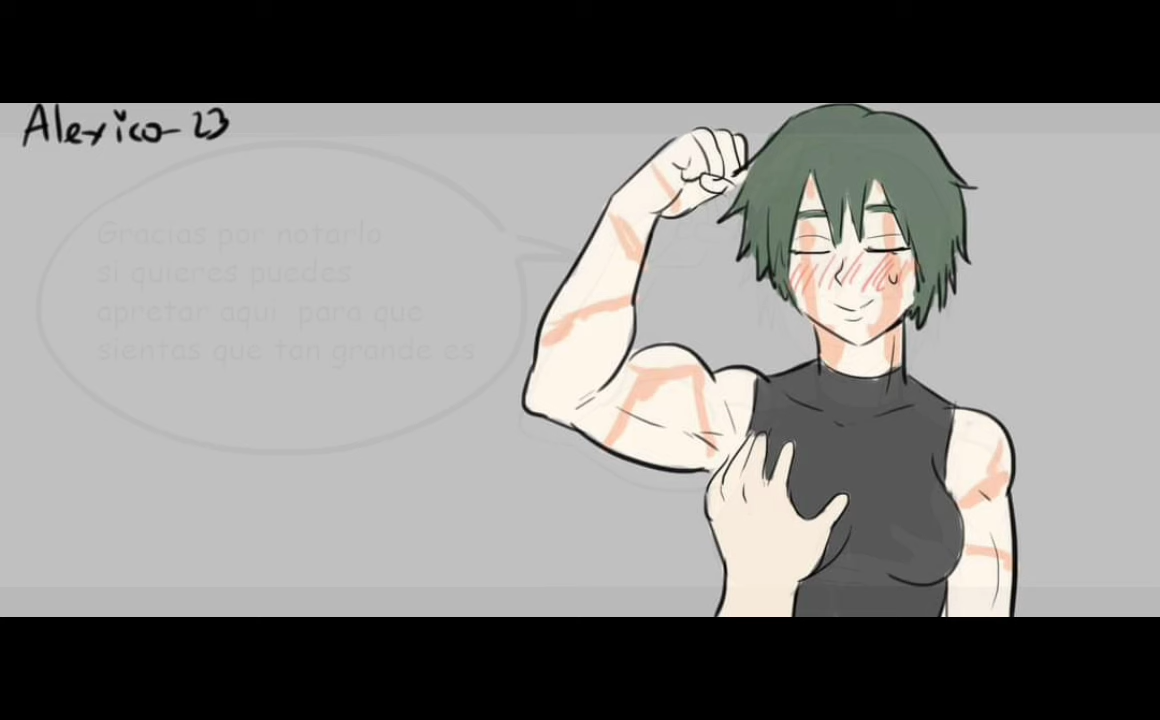 Alexico-23
Gracias por notarlo
si quieres puedes
apretar aqui para que
sientas que tan grande es